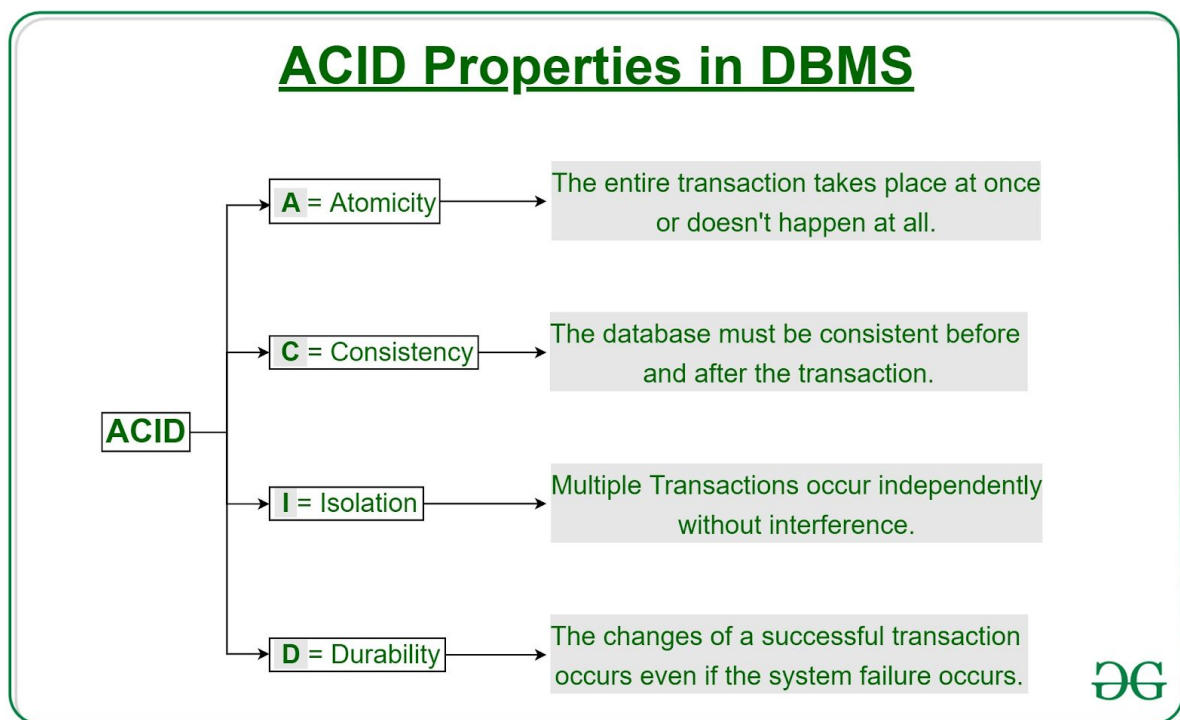 ACID Properties in DBMS
A = Atomicity
The entire transaction takes place at once
or doesn't happen at all.
C = Consistency
The database must be consistent before
and after the transaction.
ACID
I = Isolation
Multiple Transactions occur independently
without interference.
D = Durability
The changes of a successful transaction
occurs even if the system failure occurs.